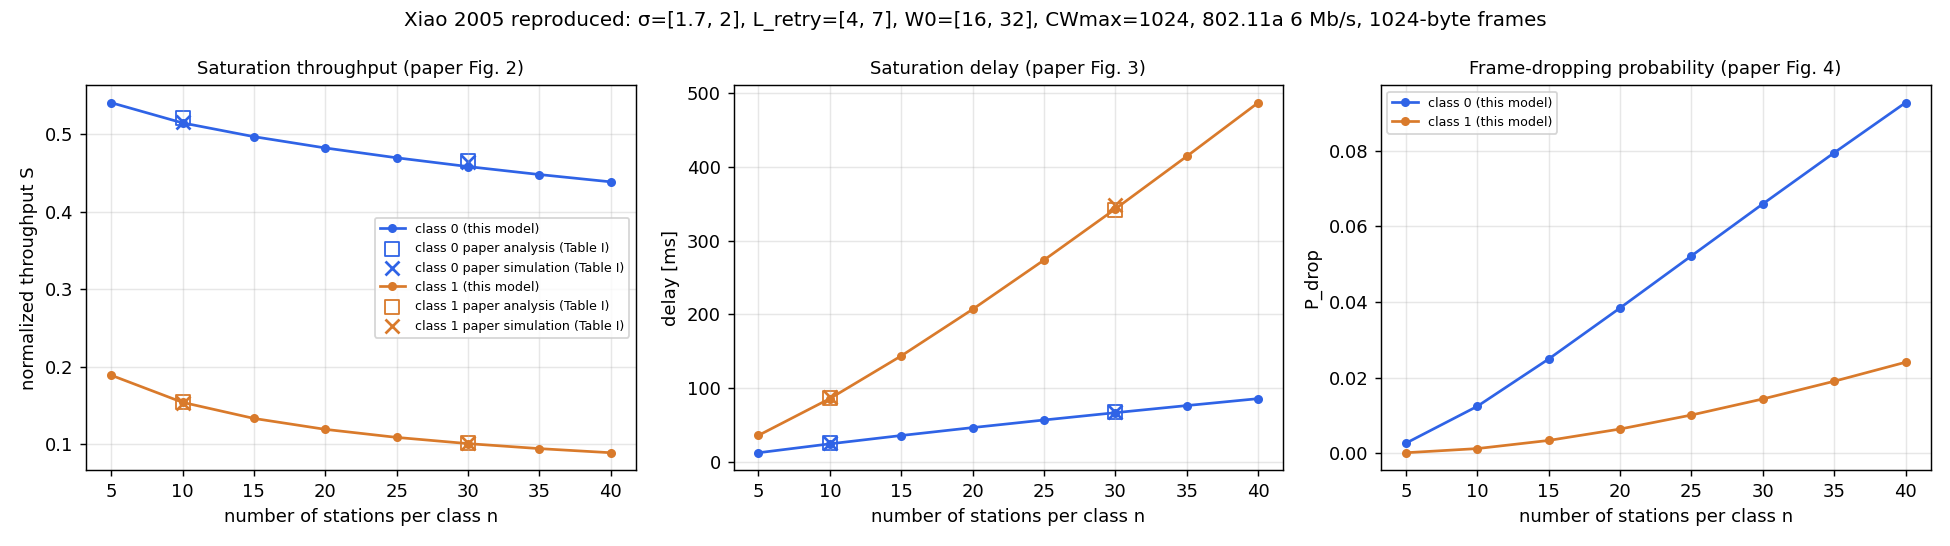 Xiao 2005 reproduced: σ=[1.7, 2], L_retry=[4, 7], W0=[16, 32], CWmax=1024, 802.11a 6 Mb/s, 1024-byte frames
Saturation throughput (paper Fig. 2)
normalized throughput S
0.5
0.4
0.3
0.2
0.1
class 0 (this model)
class 0 paper analysis (Table I)
class 0 paper simulation (Table I)
class 1 (this model)
class 1 paper analysis (Table I)
class 1 paper simulation (Table I)
5 10 15 20 25 30 35 40
number of stations per class n
Saturation delay (paper Fig. 3)
delay [ms]
500
400
300
200
100
0
5 10 15 20 25 30 35 40
number of stations per class n
Frame-dropping probability (paper Fig. 4)
P_drop
0.08
0.06
0.04
0.02
0.00
class 0 (this model)
class 1 (this model)
5 10 15 20 25 30 35 40
number of stations per class n